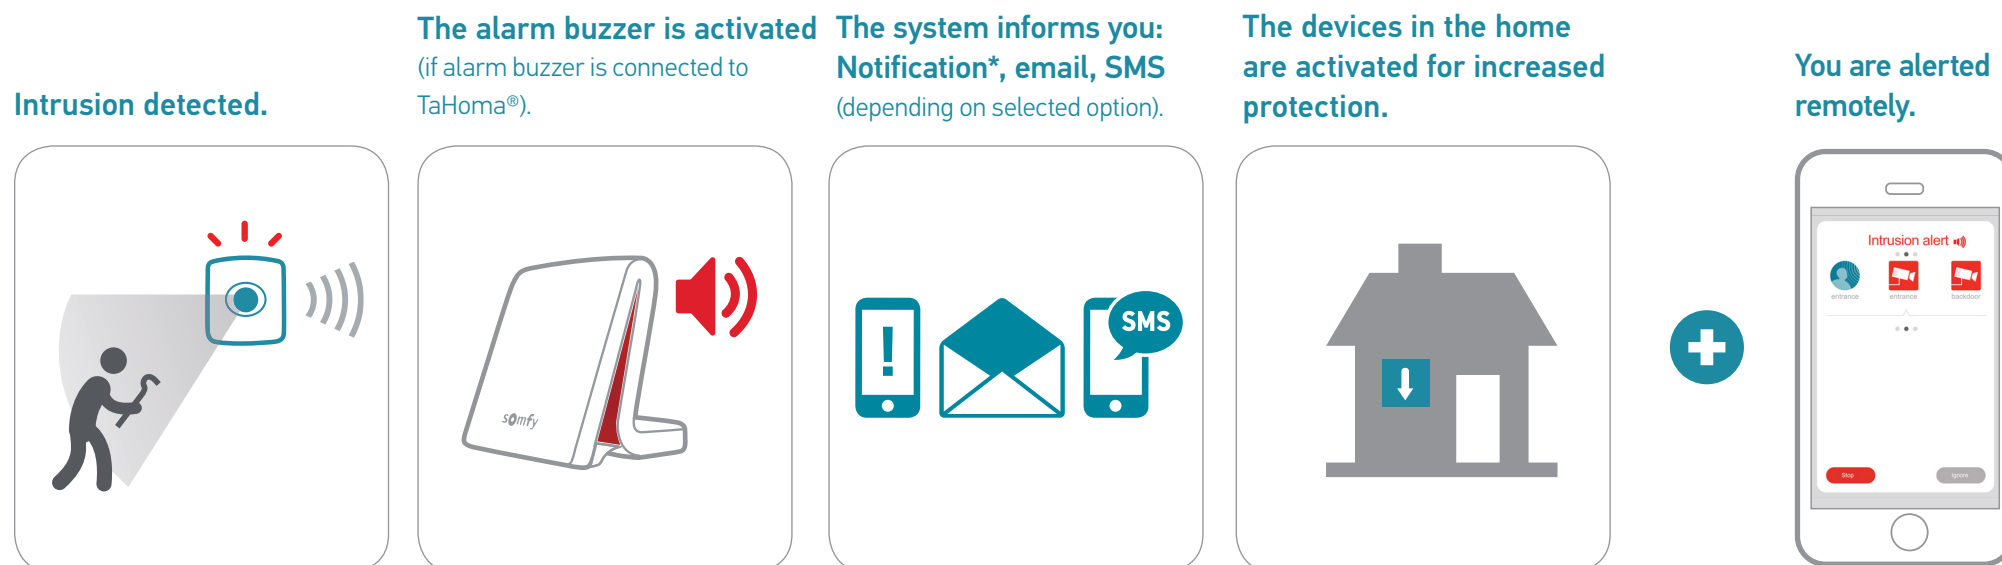 Intrusion detected.
The alarm buzzer is activated
(if alarm buzzer is connected to
TaHoma®).
The system informs you:
Notification*, email, SMS
(depending on selected option).
The devices in the home
are activated for increased
protection.
You are alerted
remotely.
somfy
!
SMS
Intrusion alert
entrance
entrance
backdoor
Stop
Ignore